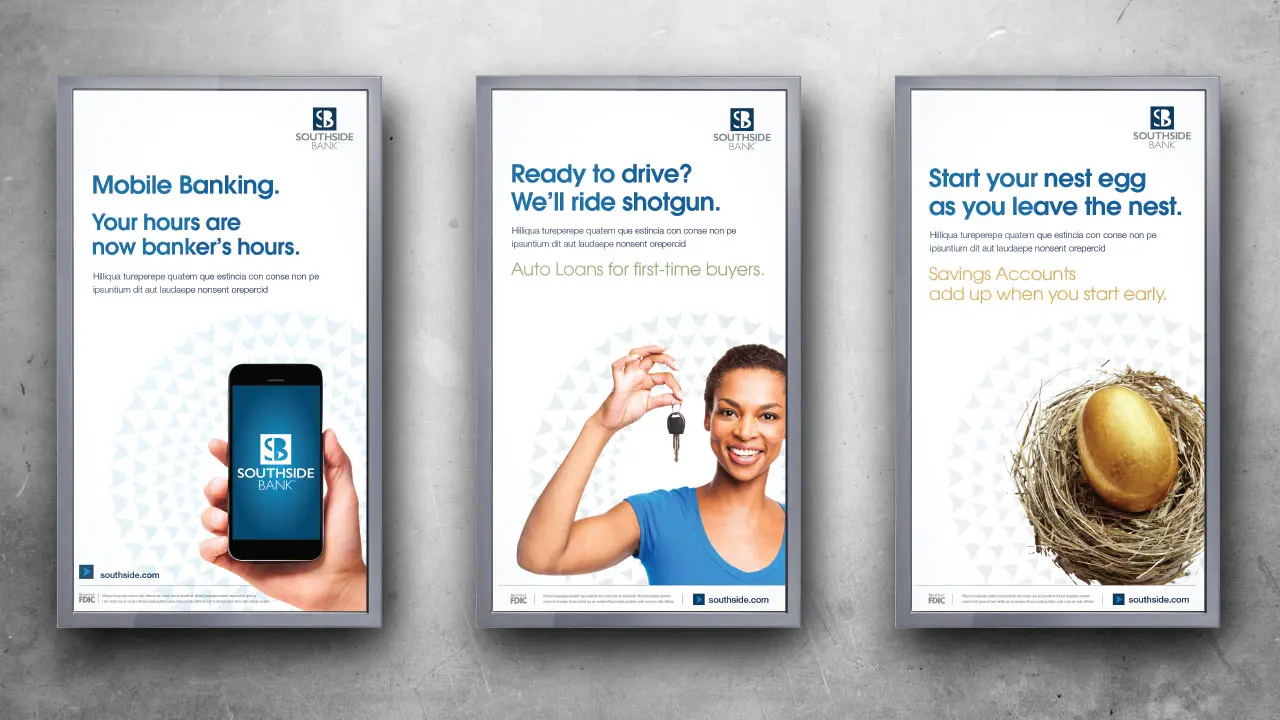 SB
SOUTHSIDE
BANK
Mobile Banking.
Your hours are
now banker's hours.
Hilliqua tureperepe quatem que estincia con conse non pe
ipsuntium dit aut laudaepe nonsent orepercid
SB
SOUTHSIDE
BANK
southside.com
FDIC
SB
SOUTHSIDE
BANK
Ready to drive?
We'll ride shotgun.
Hilliqua tureperepe quatem que estincia con conse non pe
ipsuntium dit aut laudaepe nonsent orepercid
Auto Loans for first-time buyers.
FDIC
southside.com
SB
SOUTHSIDE
BANK
Start your nest egg
as you leave the nest.
Hilliqua tureperepe quatem que estincia con conse non pe
ipsuntium dit aut laudaepe nonsent orepercid
Savings Accounts
add up when you start early.
FDIC
southside.com